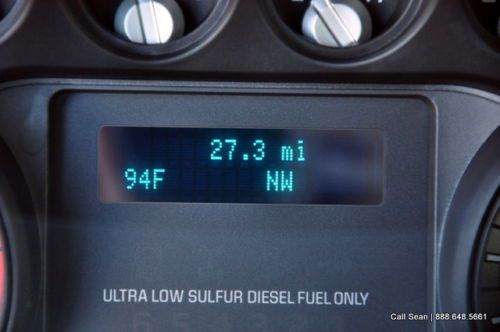 27.3 mi
94F NW
ULTRA LOW SULFUR DIESEL FUEL ONLY
Call Sean | 888.648.5661